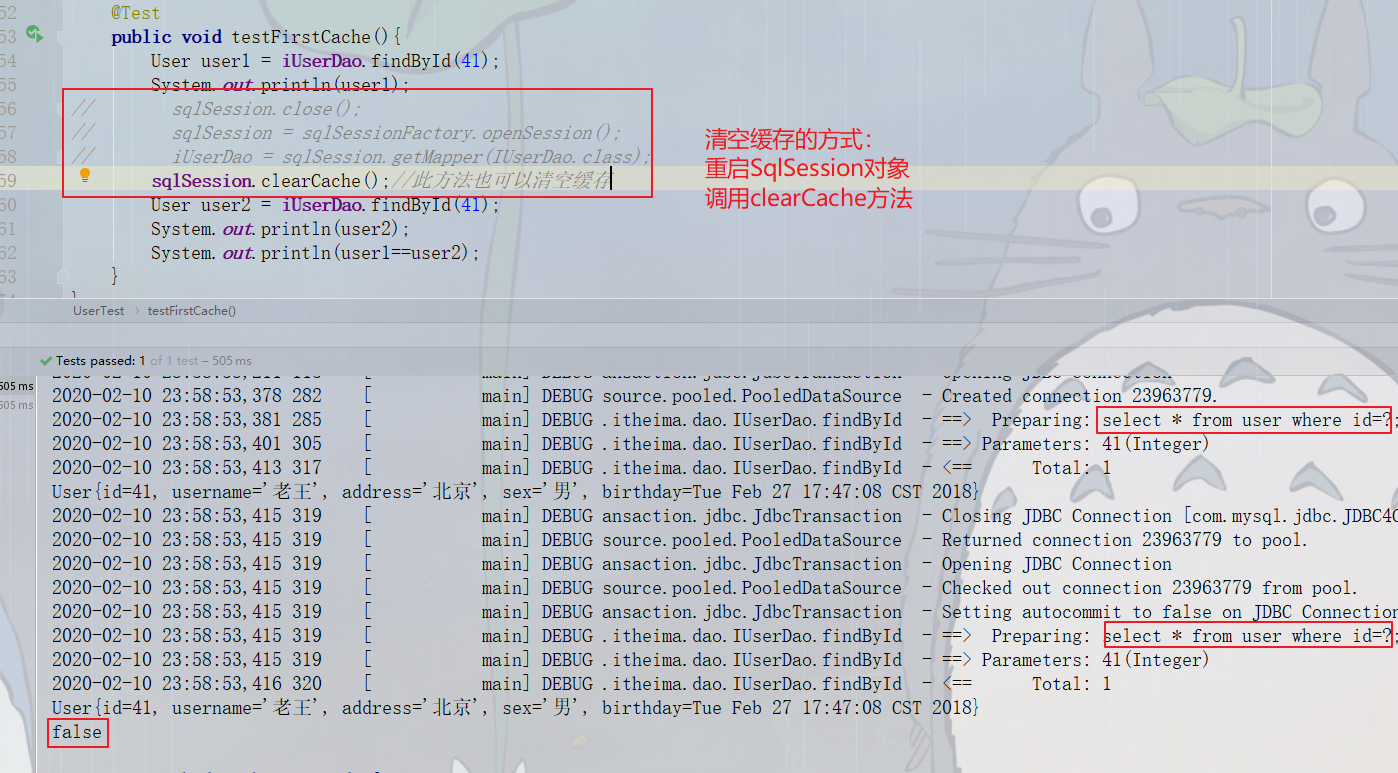 52 @Test
53 public void testFirstCache(){
54 User user1 = iUserDao.findById(41);
55 System.out.println(user1);
56 // sqlSession.close();
57 // sqlSession = sqlSessionFactory.openSession();
58 // iUserDao = sqlSession.getMapper(IUserDao.class);
59 sqlSession.clearCache();//此方法也可以清空缓存
60 User user2 = iUserDao.findById(41);
61 System.out.println(user2);
62 System.out.println(user1==user2);
63 }
清空缓存的方式：
重启SqlSession对象
调用clearCache方法
UserTest › testFirstCache()
Tests passed: 1 of 1 test – 505 ms
505 ms
505 ms
2020-02-10 23:58:53,378 282 [ main] DEBUG source.pooled.PooledDataSource - Created connection 23963779.
2020-02-10 23:58:53,381 285 [ main] DEBUG .itheima.dao.IUserDao.findById - ==> Preparing: select * from user where id=?;
2020-02-10 23:58:53,401 305 [ main] DEBUG .itheima.dao.IUserDao.findById - ==> Parameters: 41(Integer)
2020-02-10 23:58:53,413 317 [ main] DEBUG .itheima.dao.IUserDao.findById - <== Total: 1
User{id=41, username='老王', address='北京', sex='男', birthday=Tue Feb 27 17:47:08 CST 2018}
2020-02-10 23:58:53,415 319 [ main] DEBUG ansaction.jdbc.JdbcTransaction - Closing JDBC Connection [com.mysql.jdbc.JDBC4C
2020-02-10 23:58:53,415 319 [ main] DEBUG source.pooled.PooledDataSource - Returned connection 23963779 to pool.
2020-02-10 23:58:53,415 319 [ main] DEBUG ansaction.jdbc.JdbcTransaction - Opening JDBC Connection
2020-02-10 23:58:53,415 319 [ main] DEBUG source.pooled.PooledDataSource - Checked out connection 23963779 from pool.
2020-02-10 23:58:53,415 319 [ main] DEBUG ansaction.jdbc.JdbcTransaction - Setting autocommit to false on JDBC Connection
2020-02-10 23:58:53,415 319 [ main] DEBUG .itheima.dao.IUserDao.findById - ==> Preparing: select * from user where id=?;
2020-02-10 23:58:53,415 319 [ main] DEBUG .itheima.dao.IUserDao.findById - ==> Parameters: 41(Integer)
2020-02-10 23:58:53,416 320 [ main] DEBUG .itheima.dao.IUserDao.findById - <== Total: 1
User{id=41, username='老王', address='北京', sex='男', birthday=Tue Feb 27 17:47:08 CST 2018}
false